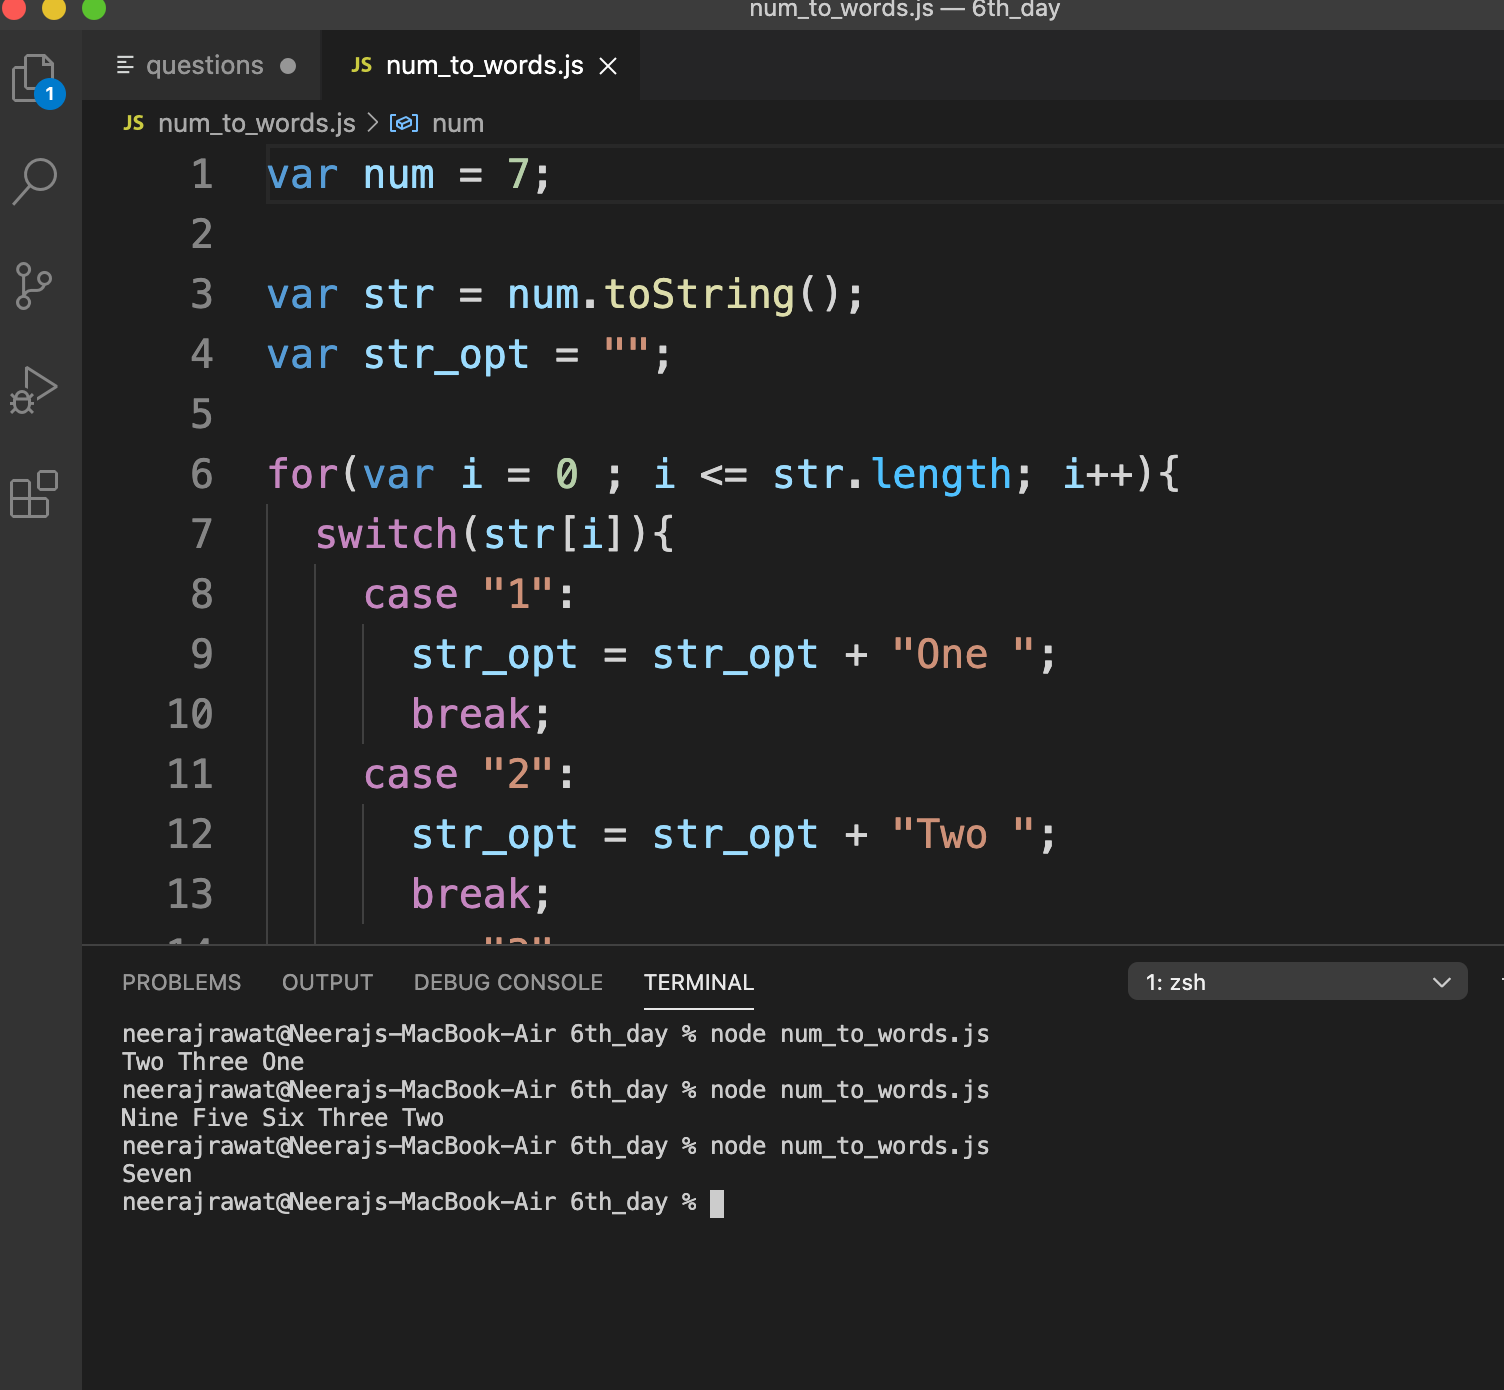 num_to_words.js — 6th_day
questions
JS num_to_words.js
1
JS num_to_words.js > num
1 var num = 7;
2
3 var str = num.toString();
4 var str_opt = "";
5
6 for(var i = 0 ; i <= str.length; i++){
7 switch(str[i]){
8 case "1":
9 str_opt = str_opt + "One ";
10 break;
11 case "2":
12 str_opt = str_opt + "Two ";
13 break;
PROBLEMS OUTPUT DEBUG CONSOLE TERMINAL 1: zsh
neerajrawat@Neerajs-MacBook-Air 6th_day % node num_to_words.js
Two Three One
neerajrawat@Neerajs-MacBook-Air 6th_day % node num_to_words.js
Nine Five Six Three Two
neerajrawat@Neerajs-MacBook-Air 6th_day % node num_to_words.js
Seven
neerajrawat@Neerajs-MacBook-Air 6th_day %